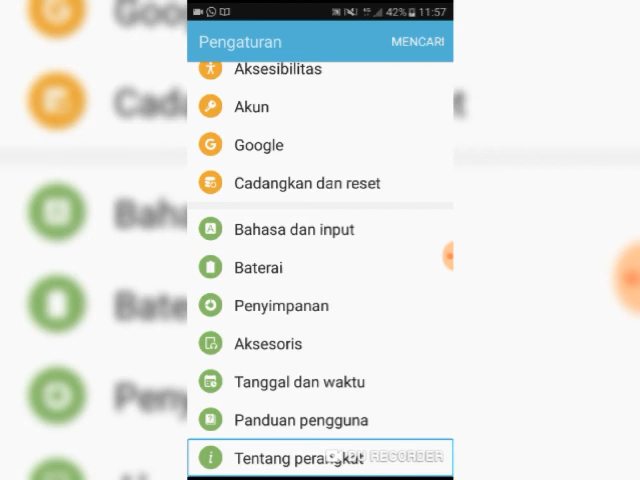 42% 11:57
Pengaturan MENCARI
Aksesibilitas
Akun
Google
Cadangkan dan reset
Bahasa dan input
Baterai
Penyimpanan
Aksesoris
Tanggal dan waktu
Panduan pengguna
Tentang perangkat
RECORDER